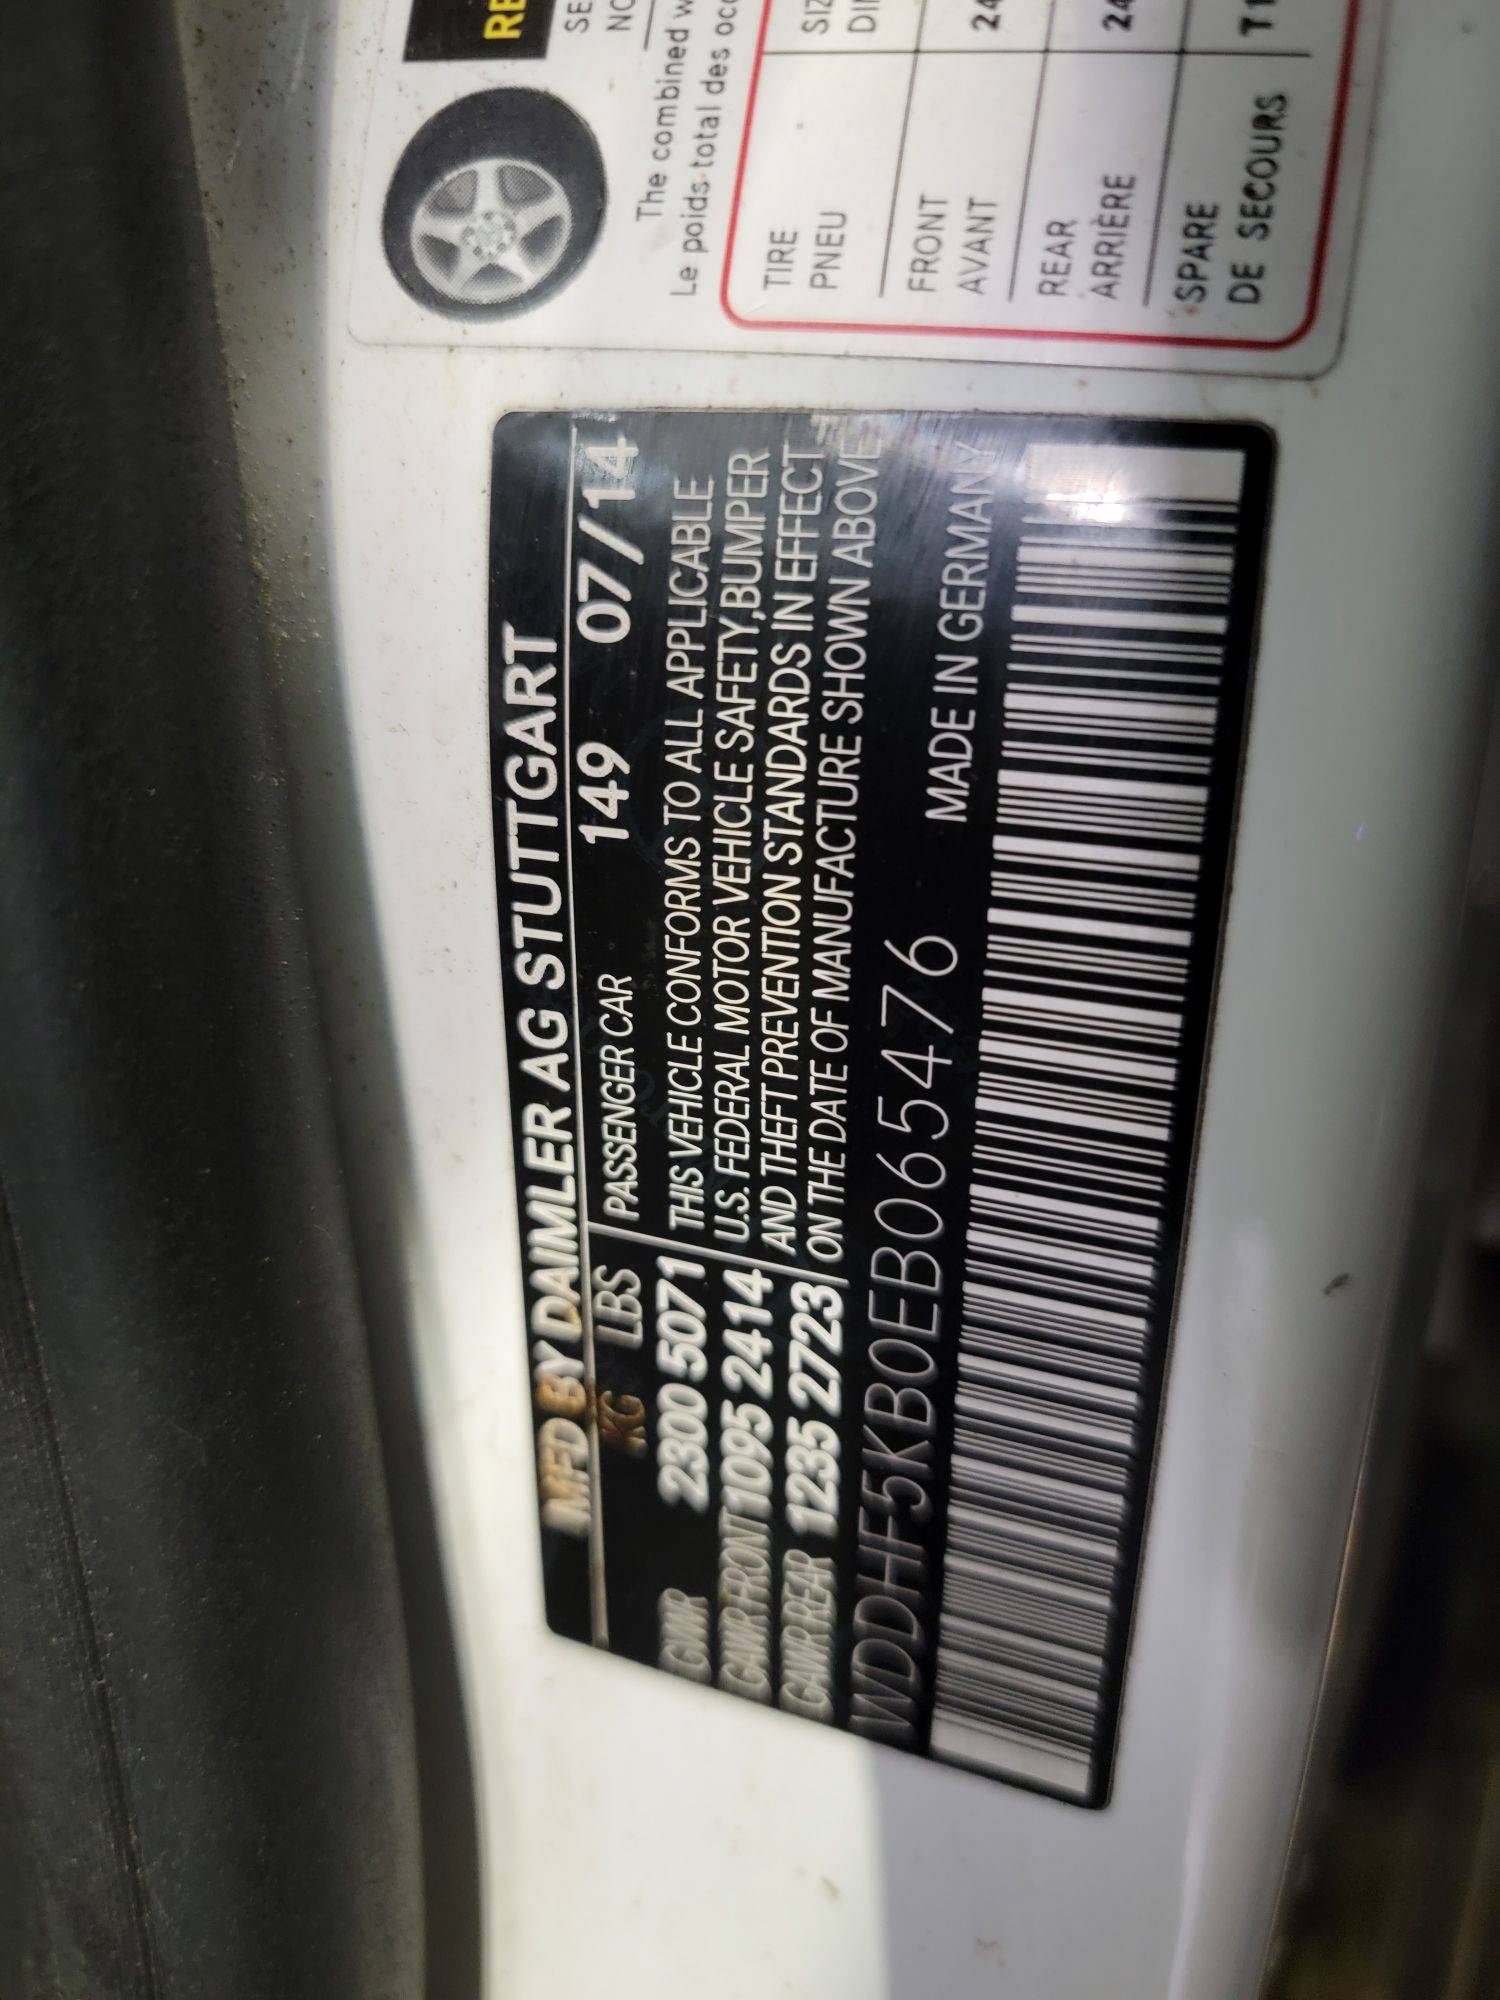 The combined w
Le poids total des occ
TIRE
PNEU
FRONT 24
AVANT
REAR 24
ARRIÈRE
SPARE T1
DE SECOURS
MFD BY DAIMLER AG STUTTGART
KG LBS PASSENGER CAR 149 07/14
GVWR 2300 5071 THIS VEHICLE CONFORMS TO ALL APPLICABLE
GAWR FRONT 1095 2414 U.S. FEDERAL MOTOR VEHICLE SAFETY,BUMPER
GAWR REAR 1235 2723 AND THEFT PREVENTION STANDARDS IN EFFECT
ON THE DATE OF MANUFACTURE SHOWN ABOVE
WDDHF5KB0EB065476 MADE IN GERMANY